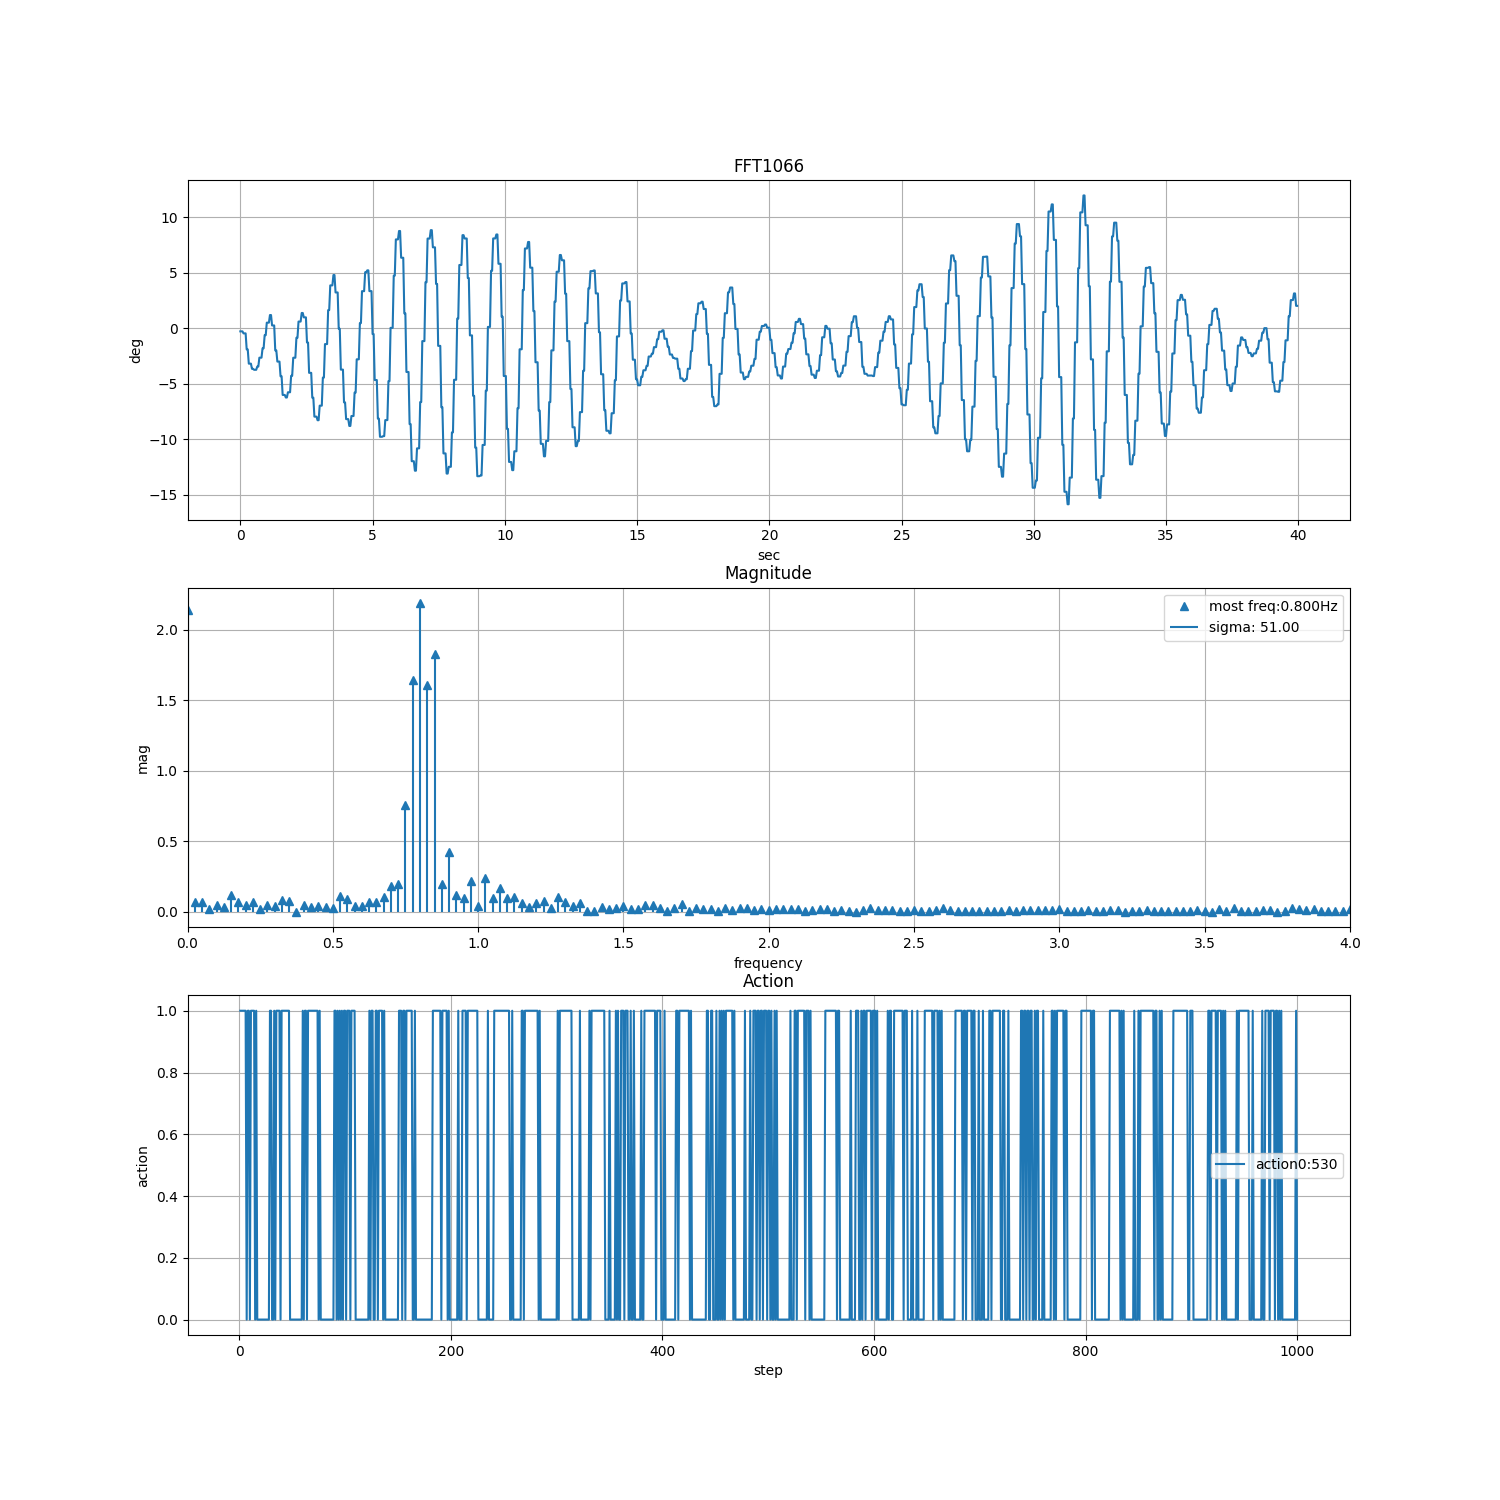 FFT1066
10
5
0
−5
−10
−15
deg
0 5 10 15 20 25 30 35 40
sec
Magnitude
most freq:0.800Hz
sigma: 51.00
2.0
1.5
1.0
0.5
0.0
mag
0.0 0.5 1.0 1.5 2.0 2.5 3.0 3.5 4.0
frequency
Action
1.0
0.8
0.6
0.4
0.2
0.0
action
action0:530
0 200 400 600 800 1000
step